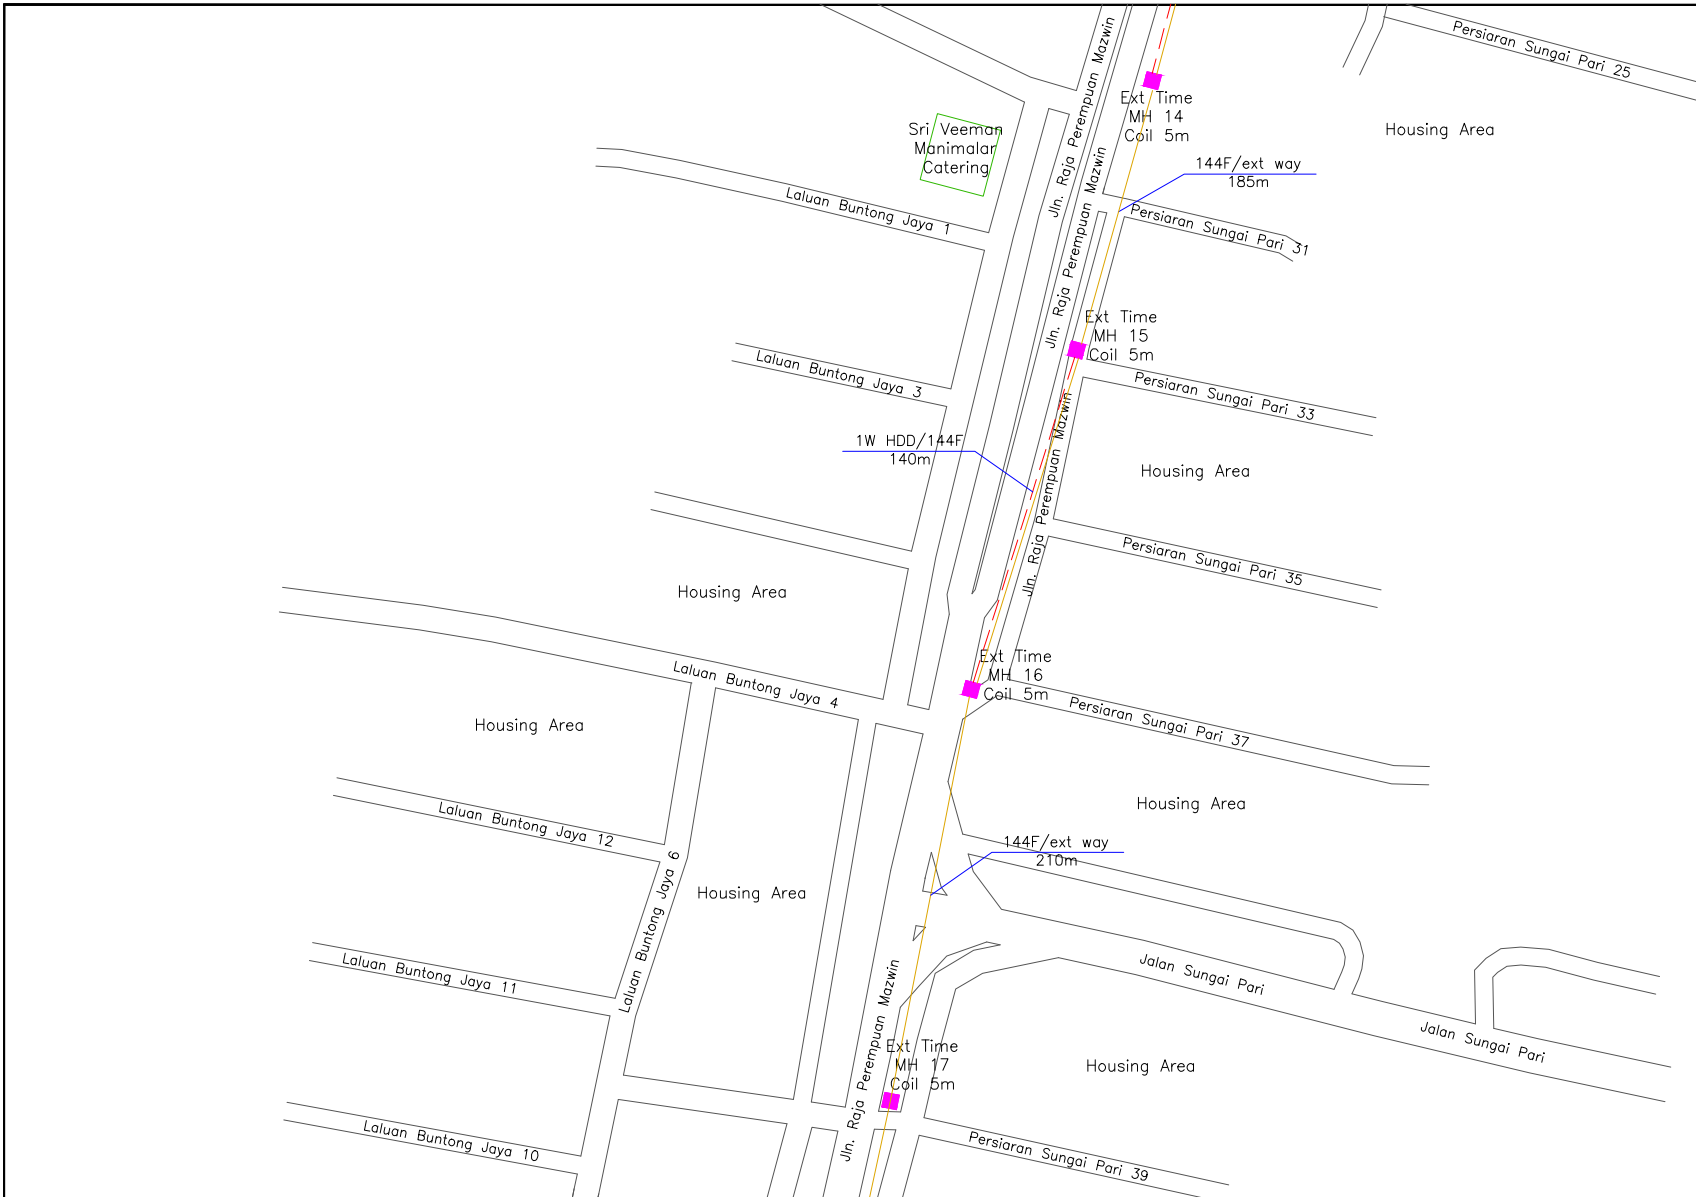 Persiaran Sungai Pari 25
Jln. Raja Perempuan Mazwin
Ext Time
MH 14
Coil 5m
Housing Area
Sri Veeman
Manimalar
Catering
144F/ext way
185m
Laluan Buntong Jaya 1
Jln. Raja Perempuan Mazwin
Persiaran Sungai Pari 31
Ext Time
MH 15
Coil 5m
Laluan Buntong Jaya 3
Persiaran Sungai Pari 33
1W HDD/144F
140m
Jln. Raja Perempuan Mazwin
Housing Area
Persiaran Sungai Pari 35
Housing Area
Ext Time
MH 16
Coil 5m
Laluan Buntong Jaya 4
Persiaran Sungai Pari 37
Housing Area
Housing Area
Laluan Buntong Jaya 12
144F/ext way
210m
Laluan Buntong Jaya 6
Housing Area
Laluan Buntong Jaya 11
Jalan Sungai Pari
Jln. Raja Perempuan Mazwin
Jalan Sungai Pari
Ext Time
MH 17
Coil 5m
Housing Area
Laluan Buntong Jaya 10
Persiaran Sungai Pari 39